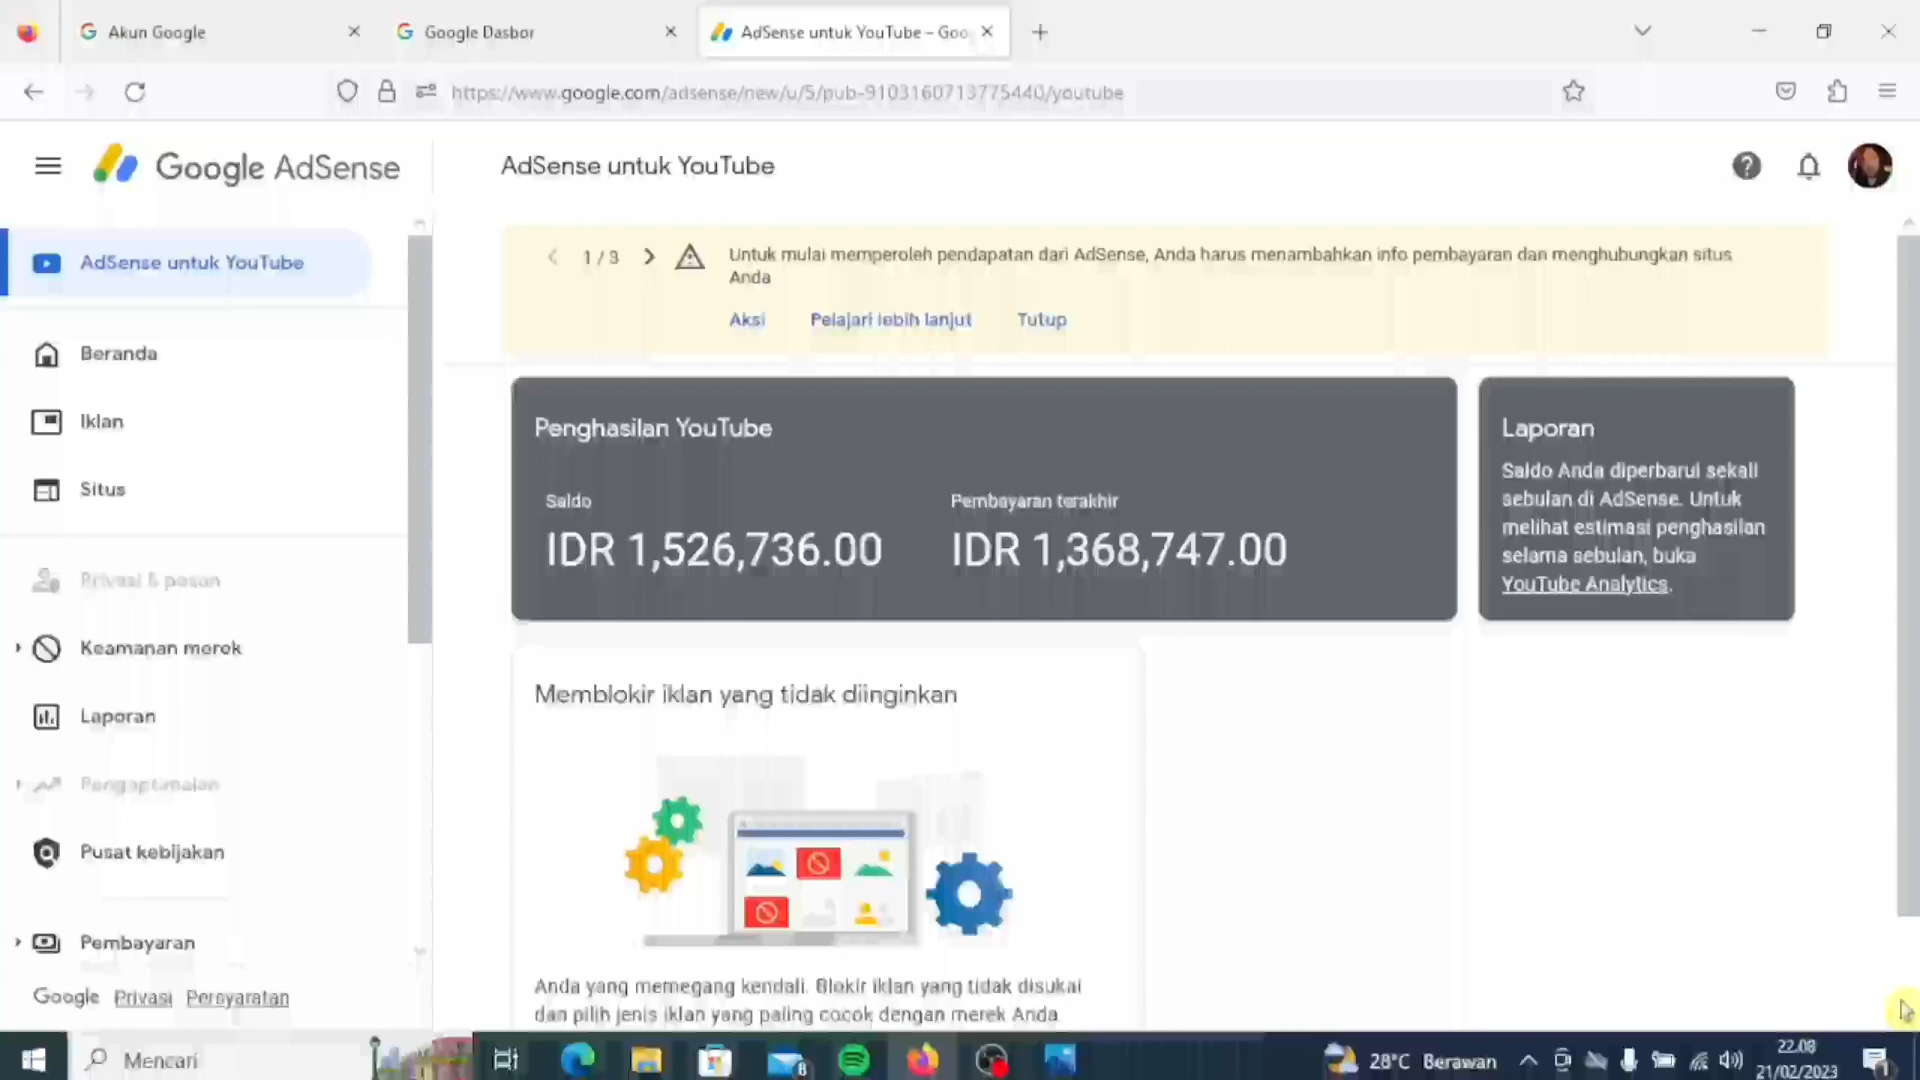 Akun Google
Google Dasbor
AdSense untuk YouTube – Goo
https://www.google.com/adsense/new/u/5/pub-9103160713775440/youtube
Google AdSense
AdSense untuk YouTube
AdSense untuk YouTube
Beranda
Iklan
Situs
Privasi & pesan
Keamanan merek
Laporan
Pengoptimalan
Pusat kebijakan
Pembayaran
Google Privasi Persyaratan
1 / 3
Untuk mulai memperoleh pendapatan dari AdSense, Anda harus menambahkan info pembayaran dan menghubungkan situs
Anda
Aksi Pelajari lebih lanjut Tutup
Penghasilan YouTube
Saldo
IDR 1,526,736.00
Pembayaran terakhir
IDR 1,368,747.00
Laporan
Saldo Anda diperbarui sekali
sebulan di AdSense. Untuk
melihat estimasi penghasilan
selama sebulan, buka
YouTube Analytics.
Memblokir iklan yang tidak diinginkan
Anda yang memegang kendali. Blokir iklan yang tidak disukai
dan pilih jenis iklan yang paling cocok dengan merek Anda.
Mencari
8
28°C Berawan
22.08
21/02/2023
1